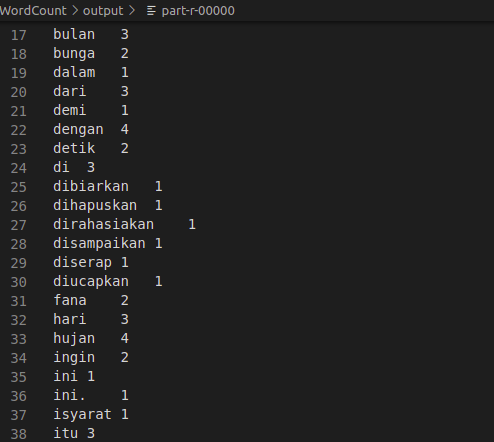 WordCount > output > part-r-00000
17 bulan 3
18 bunga 2
19 dalam 1
20 dari 3
21 demi 1
22 dengan 4
23 detik 2
24 di 3
25 dibiarkan 1
26 dihapuskan 1
27 dirahasiakan 1
28 disampaikan 1
29 diserap 1
30 diucapkan 1
31 fana 2
32 hari 3
33 hujan 4
34 ingin 2
35 ini 1
36 ini. 1
37 isyarat 1
38 itu 3